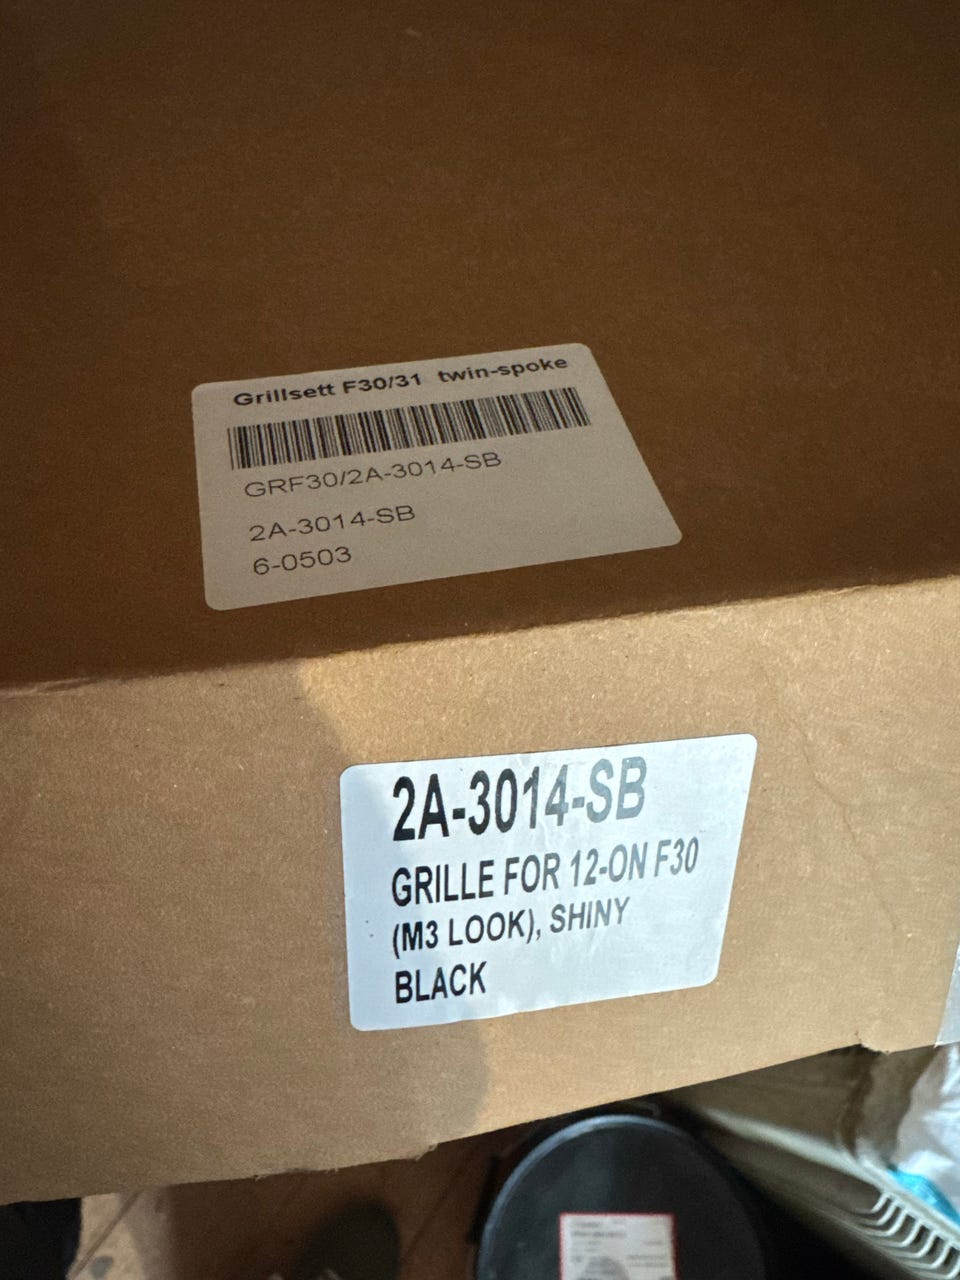 Grillsett F30/31 twin-spoke
GRF30/2A-3014-SB
2A-3014-SB
6-0503
2A-3014-SB
GRILLE FOR 12-ON F30
(M3 LOOK), SHINY
BLACK